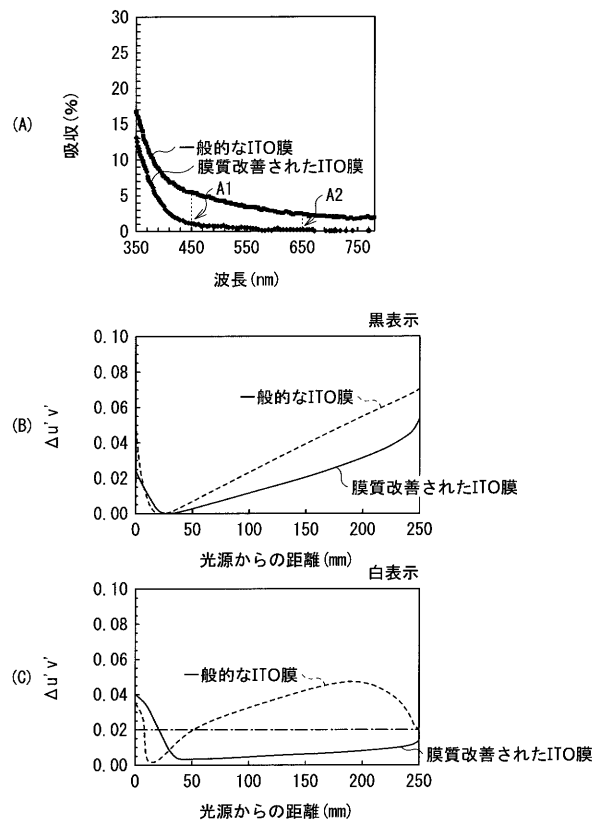 (A)
吸収(%)
30
25
20
15
10
5
0
一般的なITO膜
膜質改善されたITO膜
A1
A2
350 450 550 650 750
波長(nm)
黒表示
(B)
Δu'v'
0.10
0.08
0.06
0.04
0.02
0.00
一般的なITO膜
膜質改善されたITO膜
0 50 100 150 200 250
光源からの距離(mm)
白表示
(C)
Δu'v'
0.10
0.08
0.06
0.04
0.02
0.00
一般的なITO膜
膜質改善されたITO膜
0 50 100 150 200 250
光源からの距離(mm)